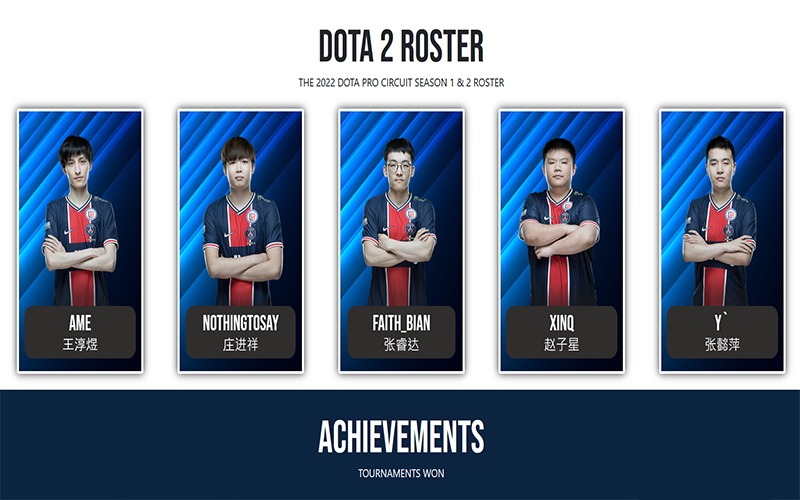 DOTA 2 ROSTER
THE 2022 DOTA PRO CIRCUIT SEASON 1 & 2 ROSTER
AME
王淳煜
NOTHINGTOSAY
庄进祥
FAITH_BIAN
张睿达
XINQ
赵子星
Y`
张懿萍
ACHIEVEMENTS
TOURNAMENTS WON